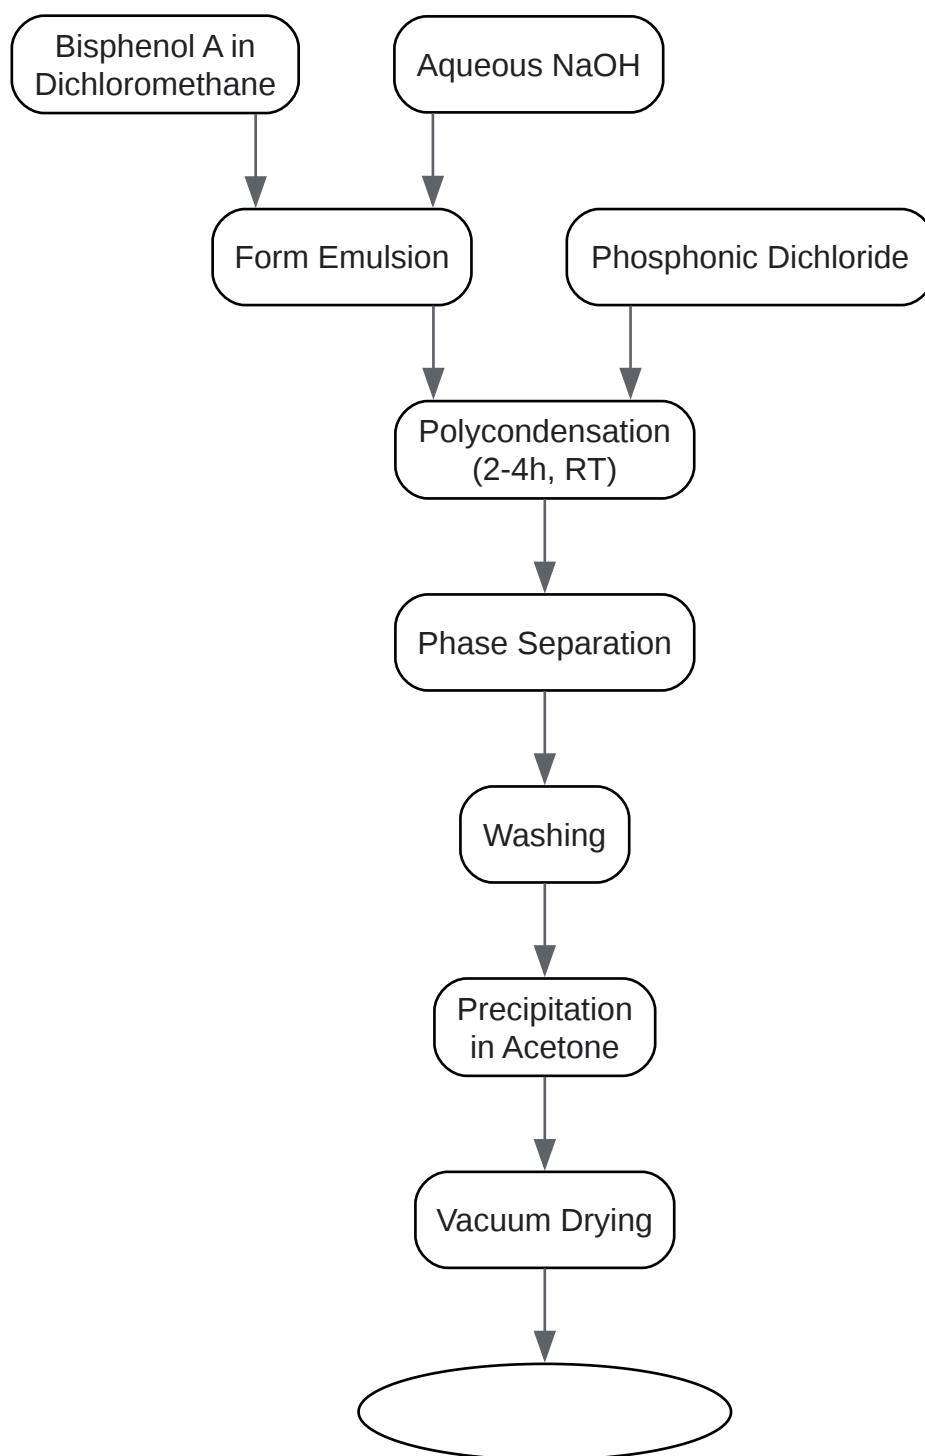 Bisphenol A in
Dichloromethane
Aqueous NaOH
Form Emulsion
Phosphonic Dichloride
Polycondensation
(2-4h, RT)
Phase Separation
Washing
Precipitation
in Acetone
Vacuum Drying